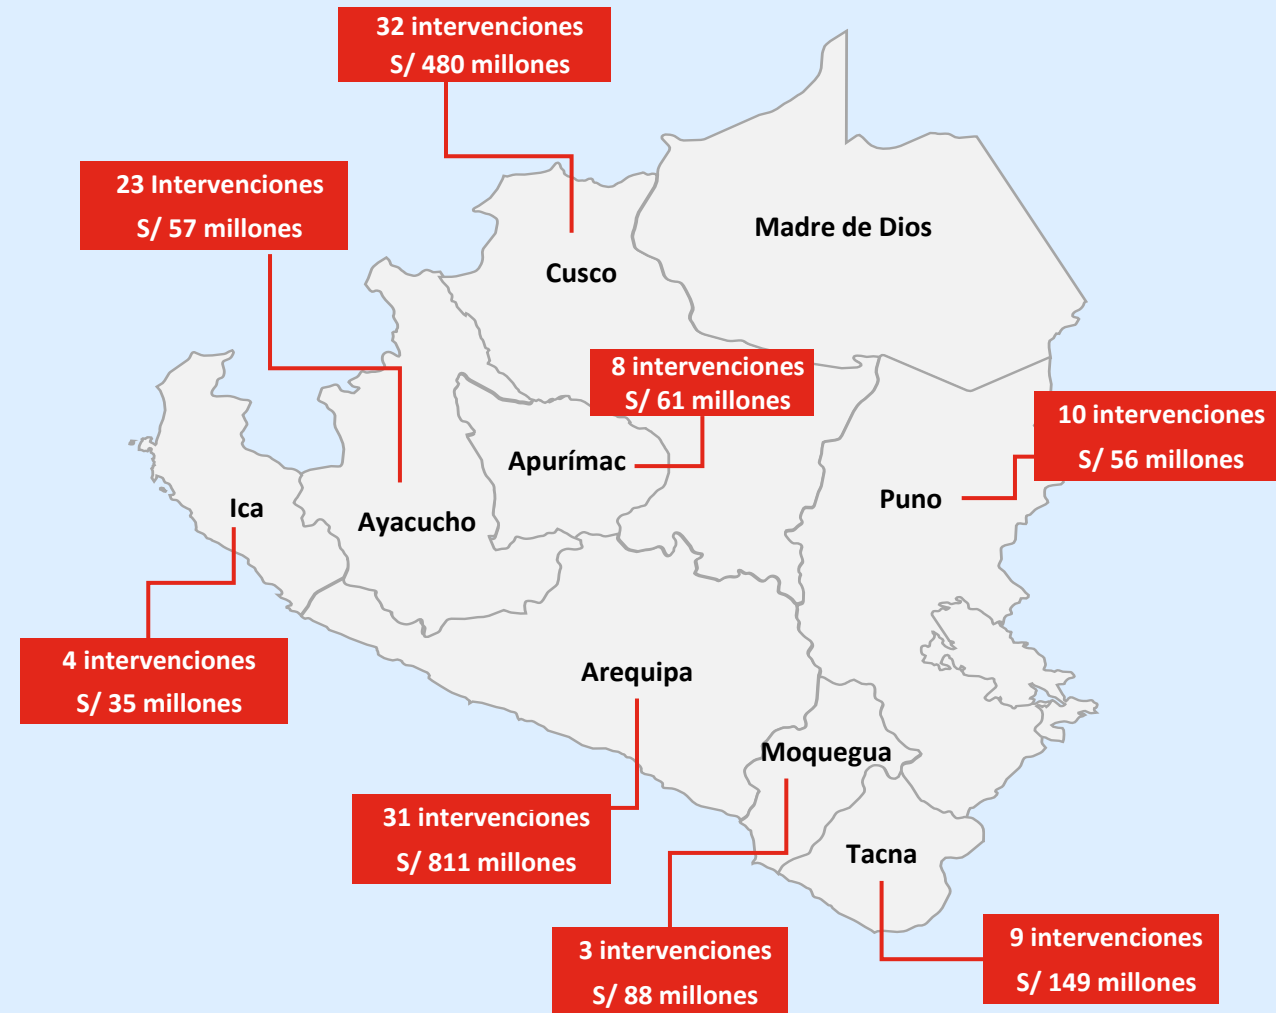 32 intervenciones
S/ 480 millones
23 Intervenciones
S/ 57 millones
Madre de Dios
Cusco
8 intervenciones
S/ 61 millones
10 intervenciones
S/ 56 millones
Apurímac
Puno
Ica
Ayacucho
4 intervenciones
S/ 35 millones
Arequipa
Moquegua
31 intervenciones
S/ 811 millones
Tacna
3 intervenciones
S/ 88 millones
9 intervenciones
S/ 149 millones